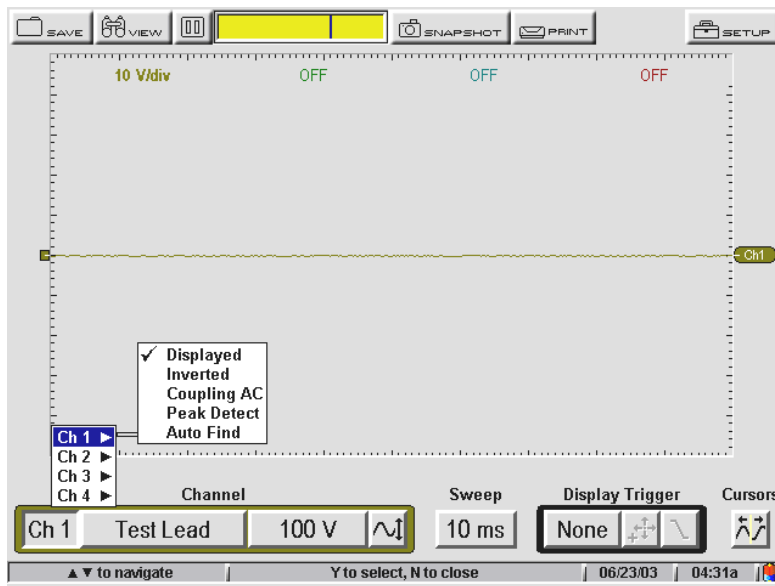 SAVE VIEW SNAPSHOT PRINT SETUP
10 V/div OFF OFF OFF
Ch1
Displayed
Inverted
Coupling AC
Peak Detect
Auto Find
Ch 1
Ch 2
Ch 3
Ch 4
Channel Sweep Display Trigger Cursors
Ch 1 Test Lead 100 V 10 ms None
▲▼ to navigate Y to select, N to close 06/23/03 04:31a